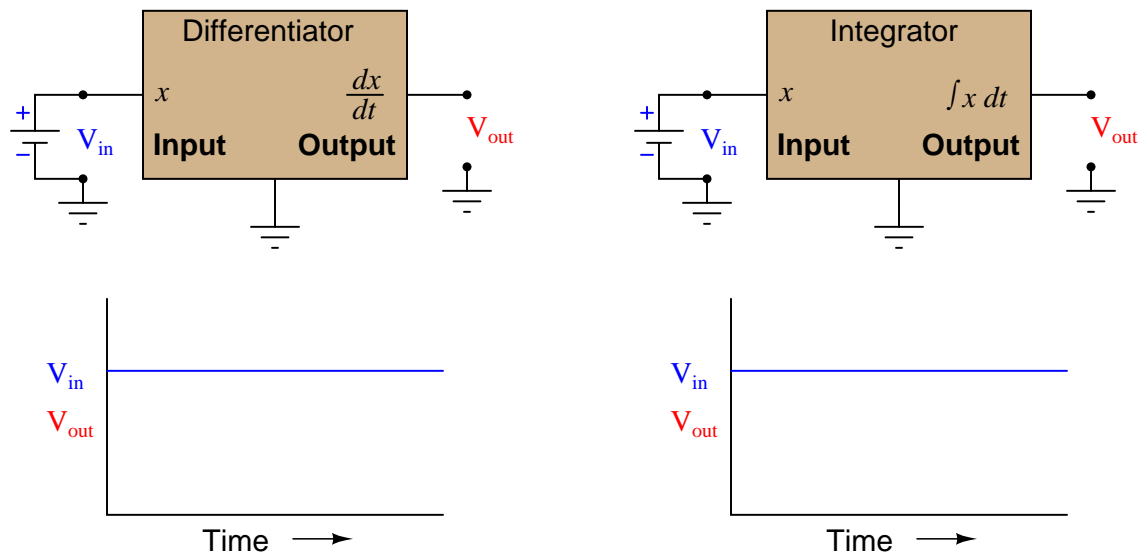 Differentiator
+
−
V_in
x
dx
dt
Input Output
V_out
Integrator
+
−
V_in
x
∫ x dt
Input Output
V_out
V_in
V_out
Time
V_in
V_out
Time